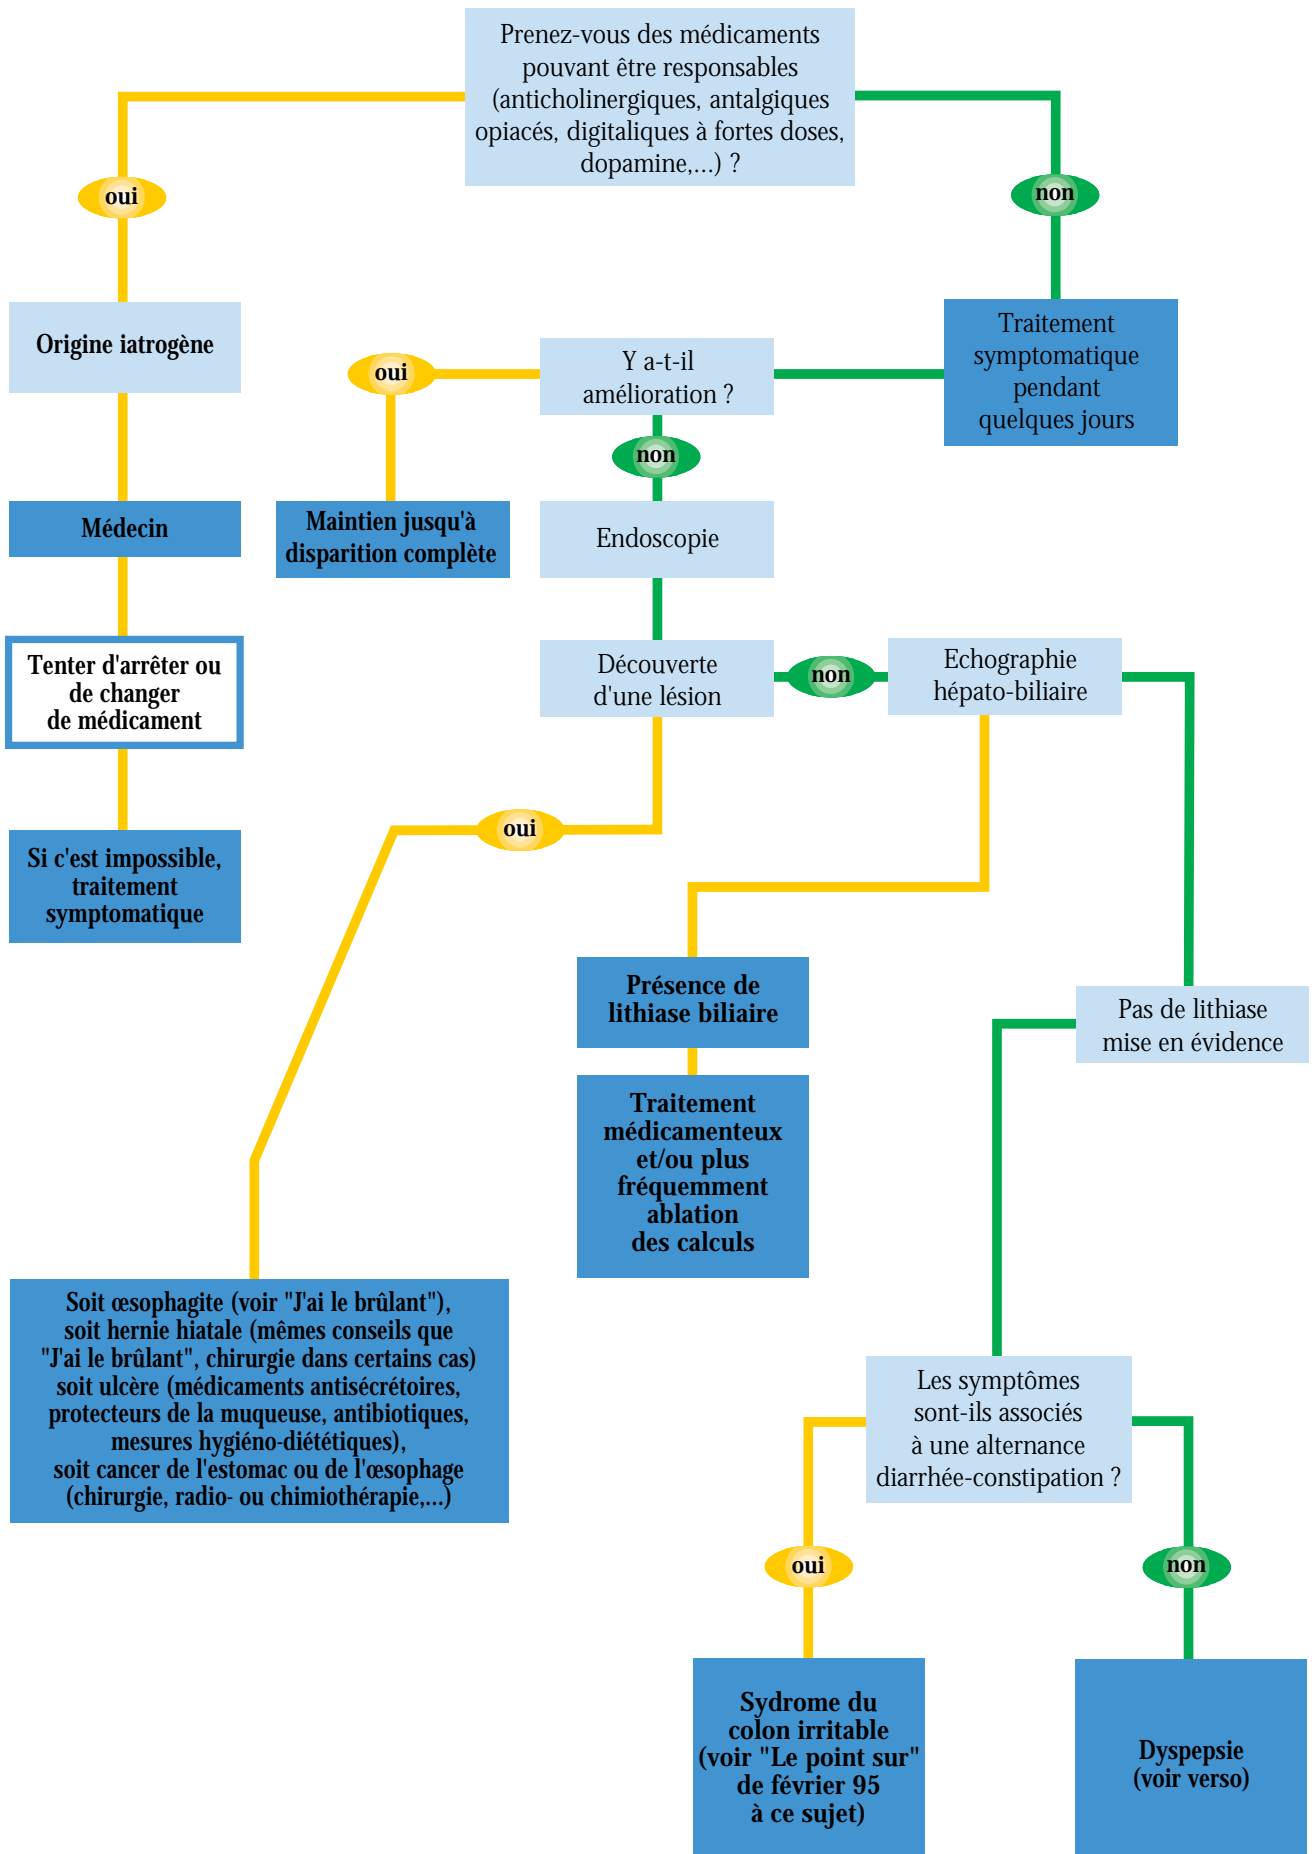 Prenez-vous des médicaments
pouvant être responsables
(anticholinergiques, antalgiques
opiacés, digitaliques à fortes doses,
dopamine,...) ?
oui
non
Origine iatrogène
Traitement
symptomatique
pendant
quelques jours
Y a-t-il
amélioration ?
oui
non
Médecin
Maintien jusqu'à
disparition complète
Endoscopie
Tenter d'arrêter ou
de changer
de médicament
Découverte
d'une lésion
non
Echographie
hépato-biliaire
oui
Si c'est impossible,
traitement
symptomatique
Présence de
lithiase biliaire
Pas de lithiase
mise en évidence
Traitement
médicamenteux
et/ou plus
fréquemment
ablation
des calculs
Soit œsophagite (voir "J'ai le brûlant"),
soit hernie hiatale (mêmes conseils que
"J'ai le brûlant", chirurgie dans certains cas)
soit ulcère (médicaments antisécrétoires,
protecteurs de la muqueuse, antibiotiques,
mesures hygiéno-diététiques),
soit cancer de l'estomac ou de l'œsophage
(chirurgie, radio- ou chimiothérapie,...)
Les symptômes
sont-ils associés
à une alternance
diarrhée-constipation ?
oui
non
Sydrome du
colon irritable
(voir "Le point sur"
de février 95
à ce sujet)
Dyspepsie
(voir verso)